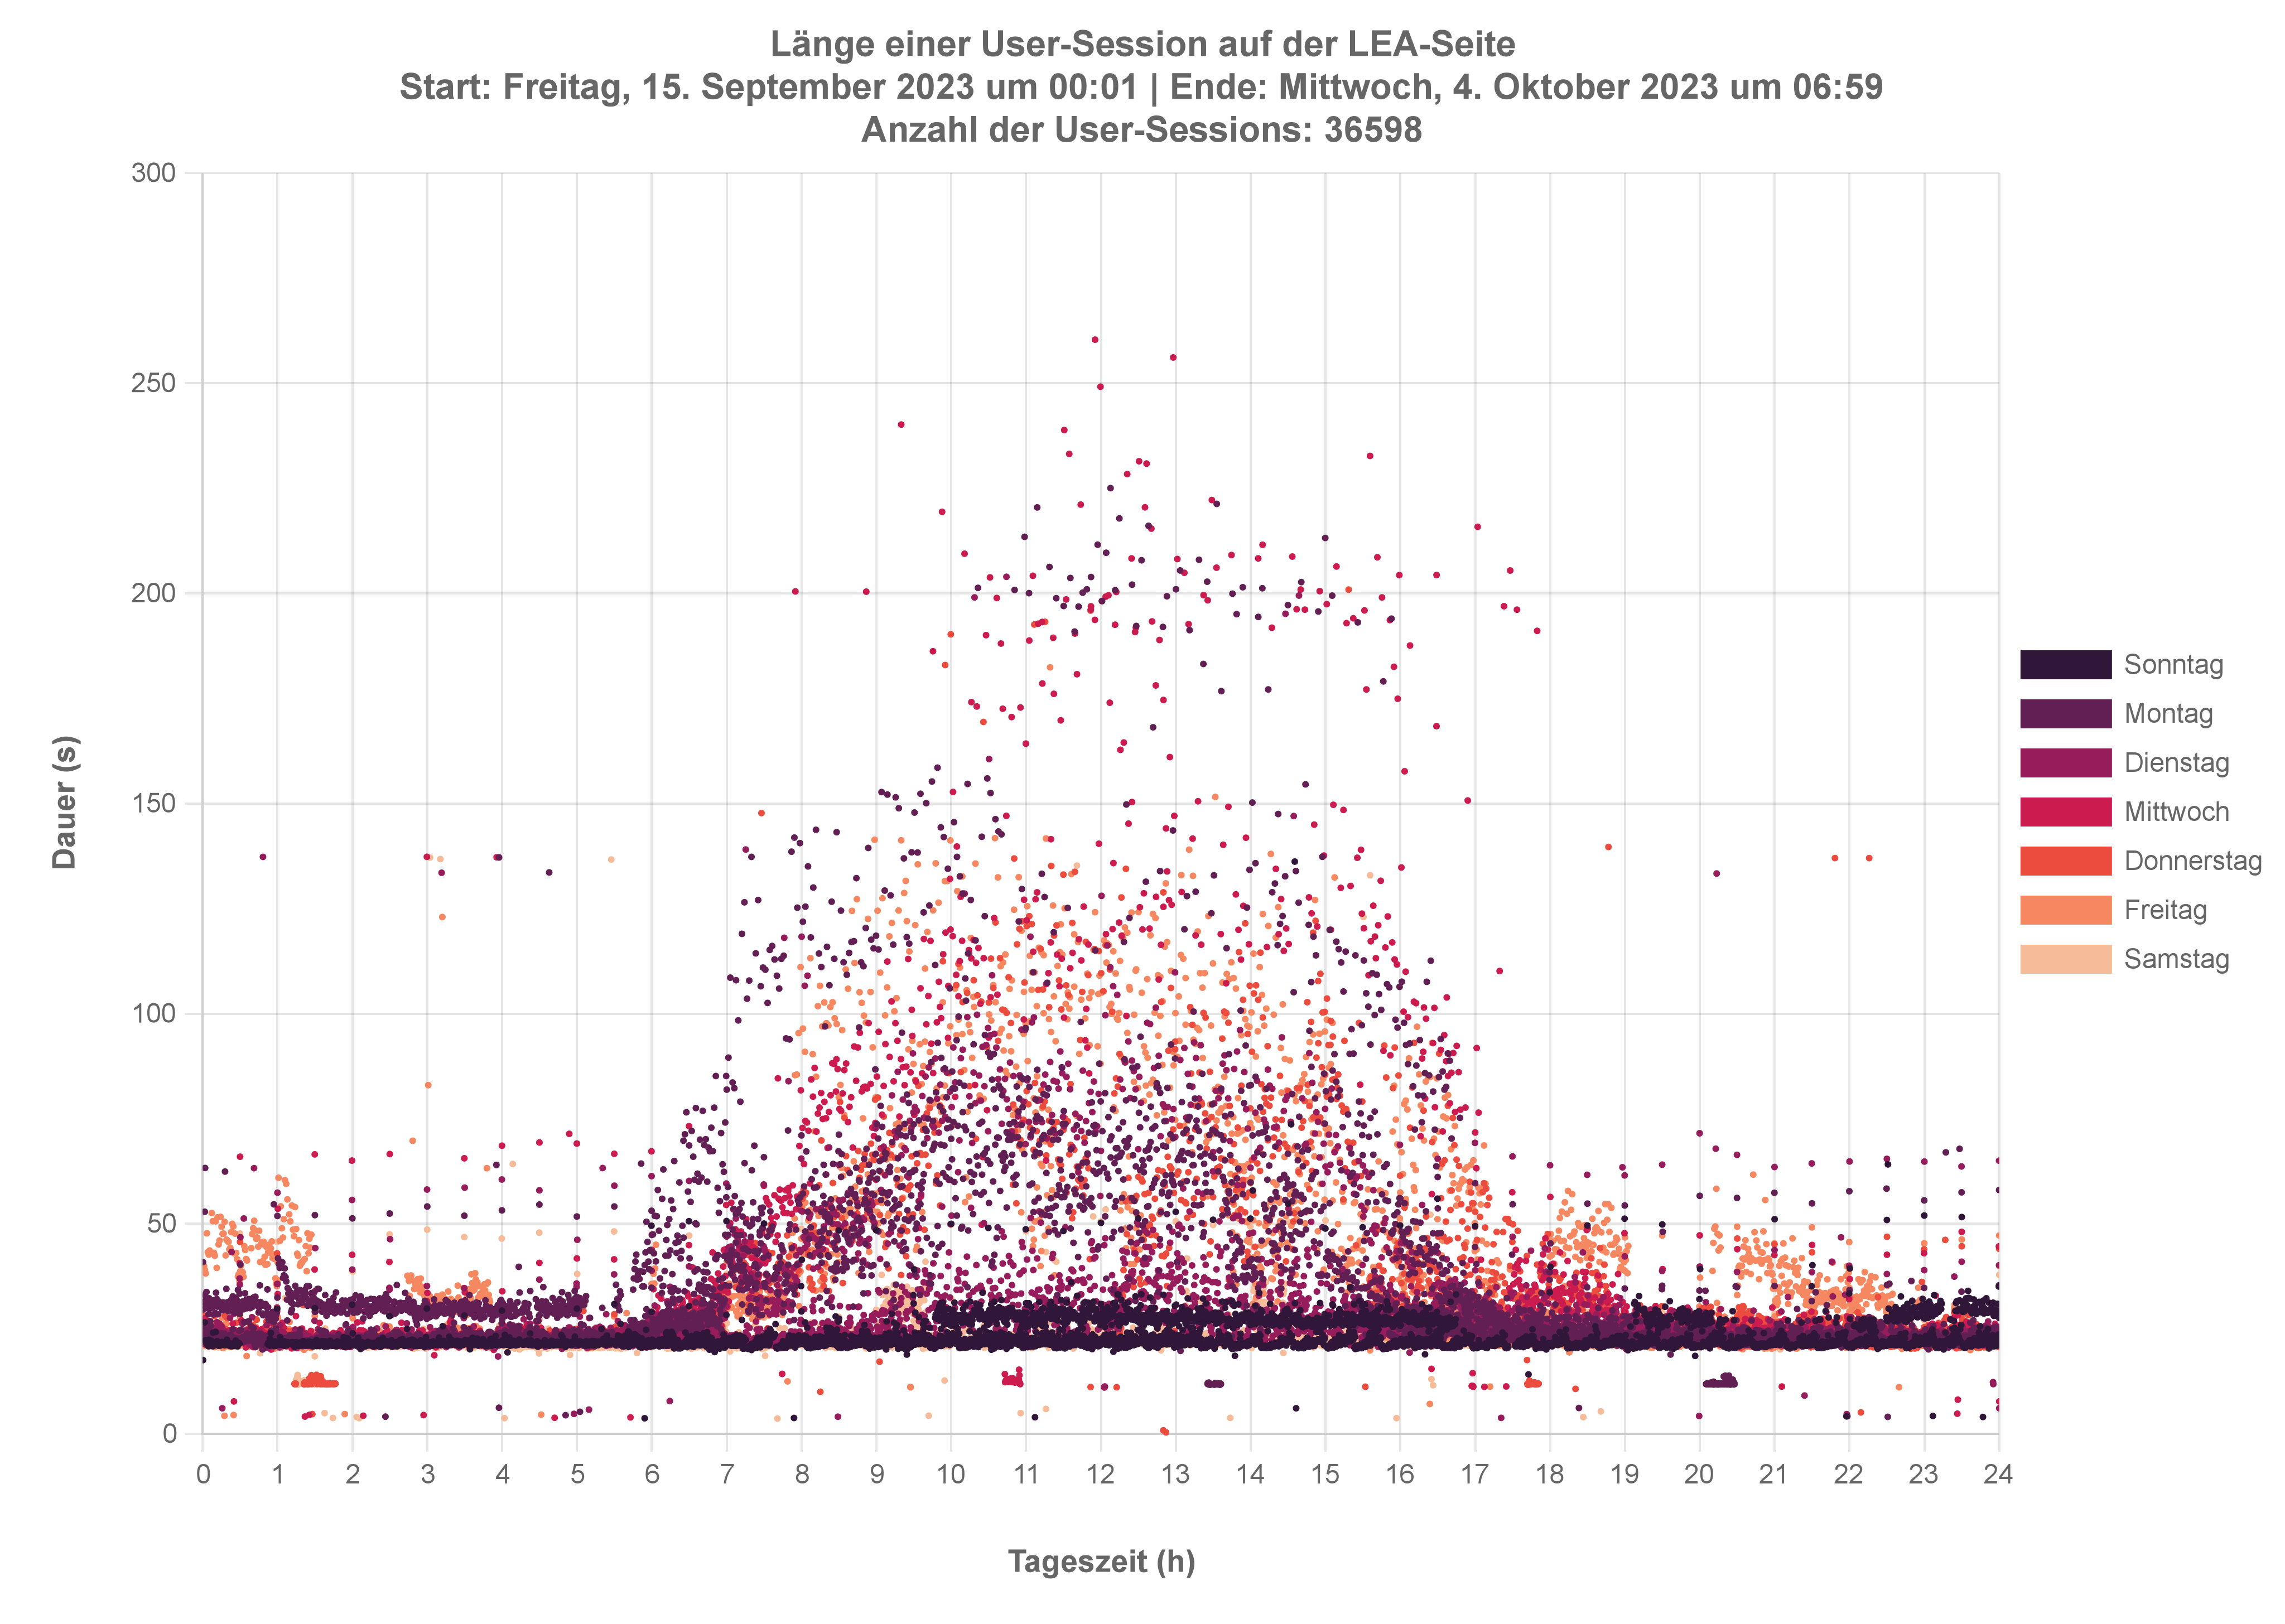 Länge einer User-Session auf der LEA-Seite
Start: Freitag, 15. September 2023 um 00:01 | Ende: Mittwoch, 4. Oktober 2023 um 06:59
Anzahl der User-Sessions: 36598
300
250
200
150
100
50
0
Dauer (s)
0 1 2 3 4 5 6 7 8 9 10 11 12 13 14 15 16 17 18 19 20 21 22 23 24
Tageszeit (h)
Sonntag
Montag
Dienstag
Mittwoch
Donnerstag
Freitag
Samstag